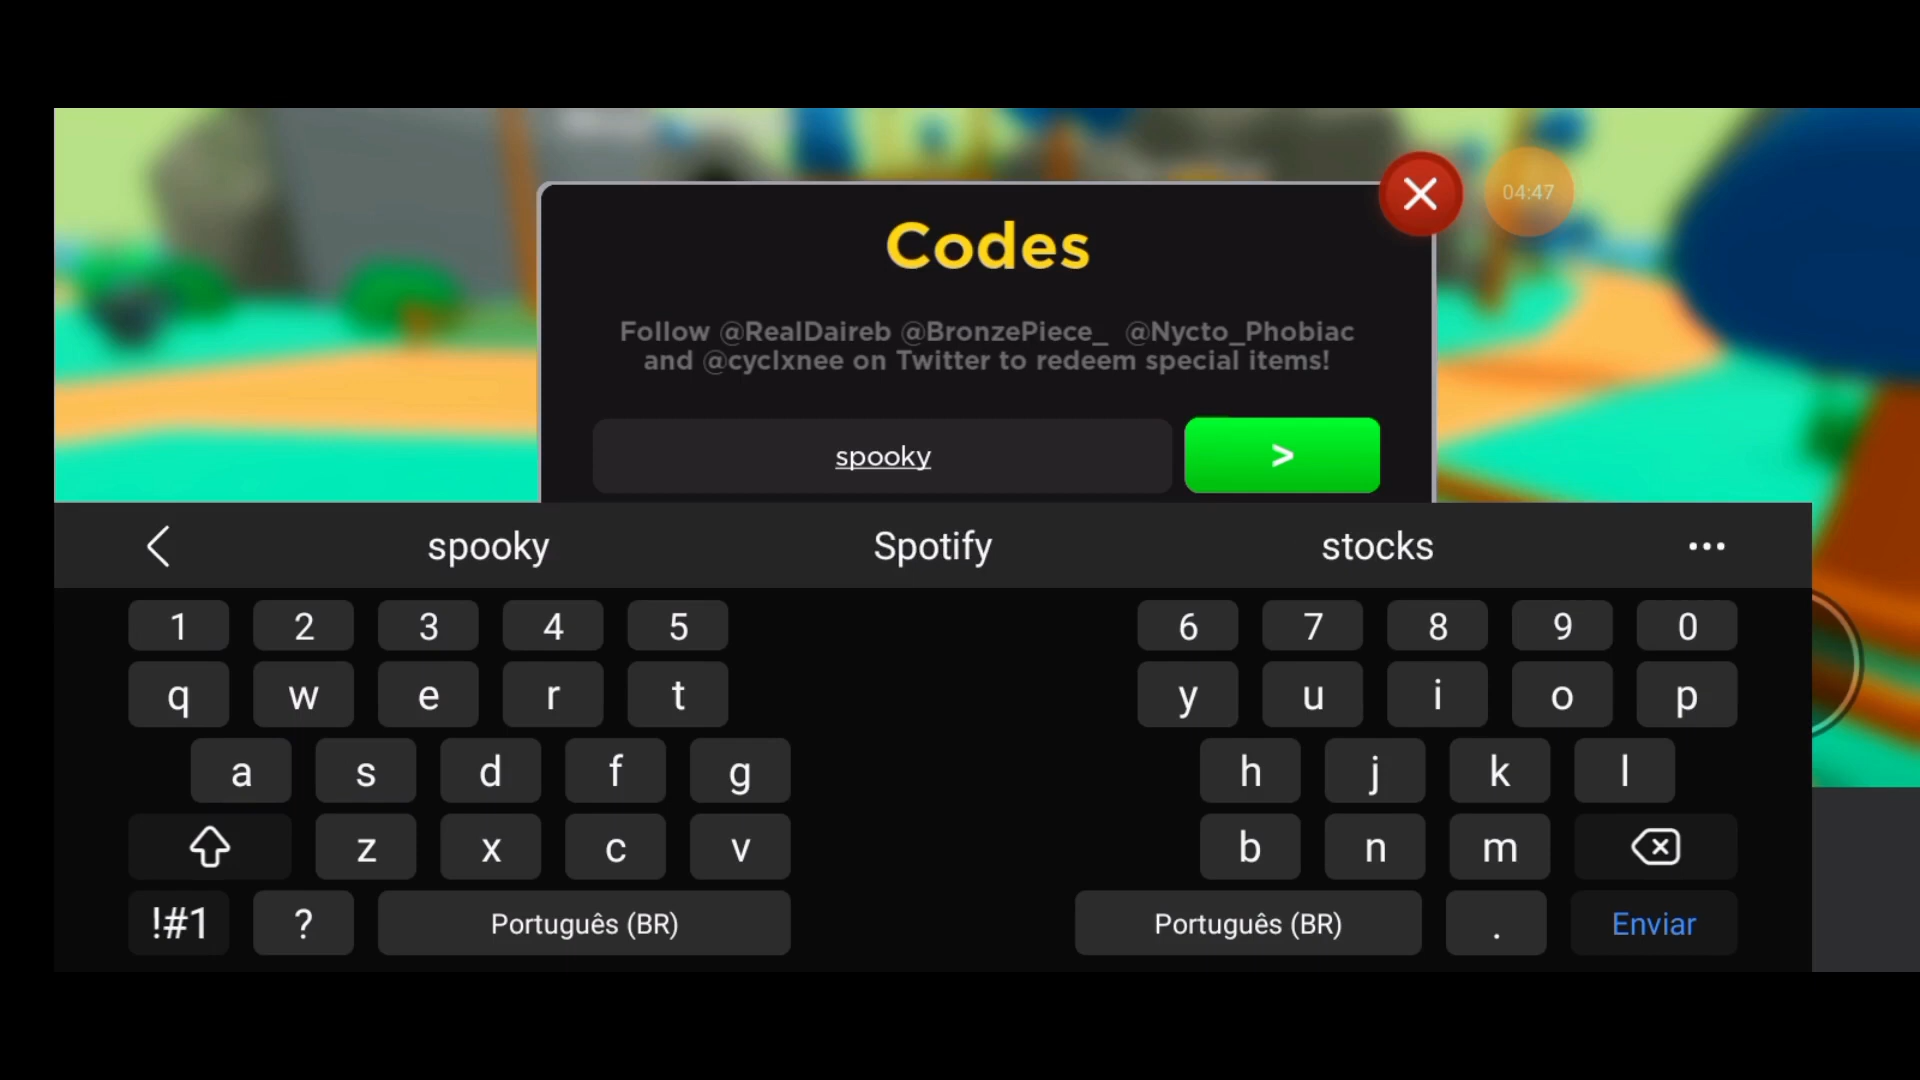 Codes
04:47
Follow @RealDaireb @BronzePiece_ @Nycto_Phobiac
and @cyclxnee on Twitter to redeem special items!
spooky >
spooky Spotify stocks
1 2 3 4 5 6 7 8 9 0
q w e r t y u i o p
a s d f g h j k l
z x c v b n m
!#1 ? Português (BR) Português (BR) . Enviar